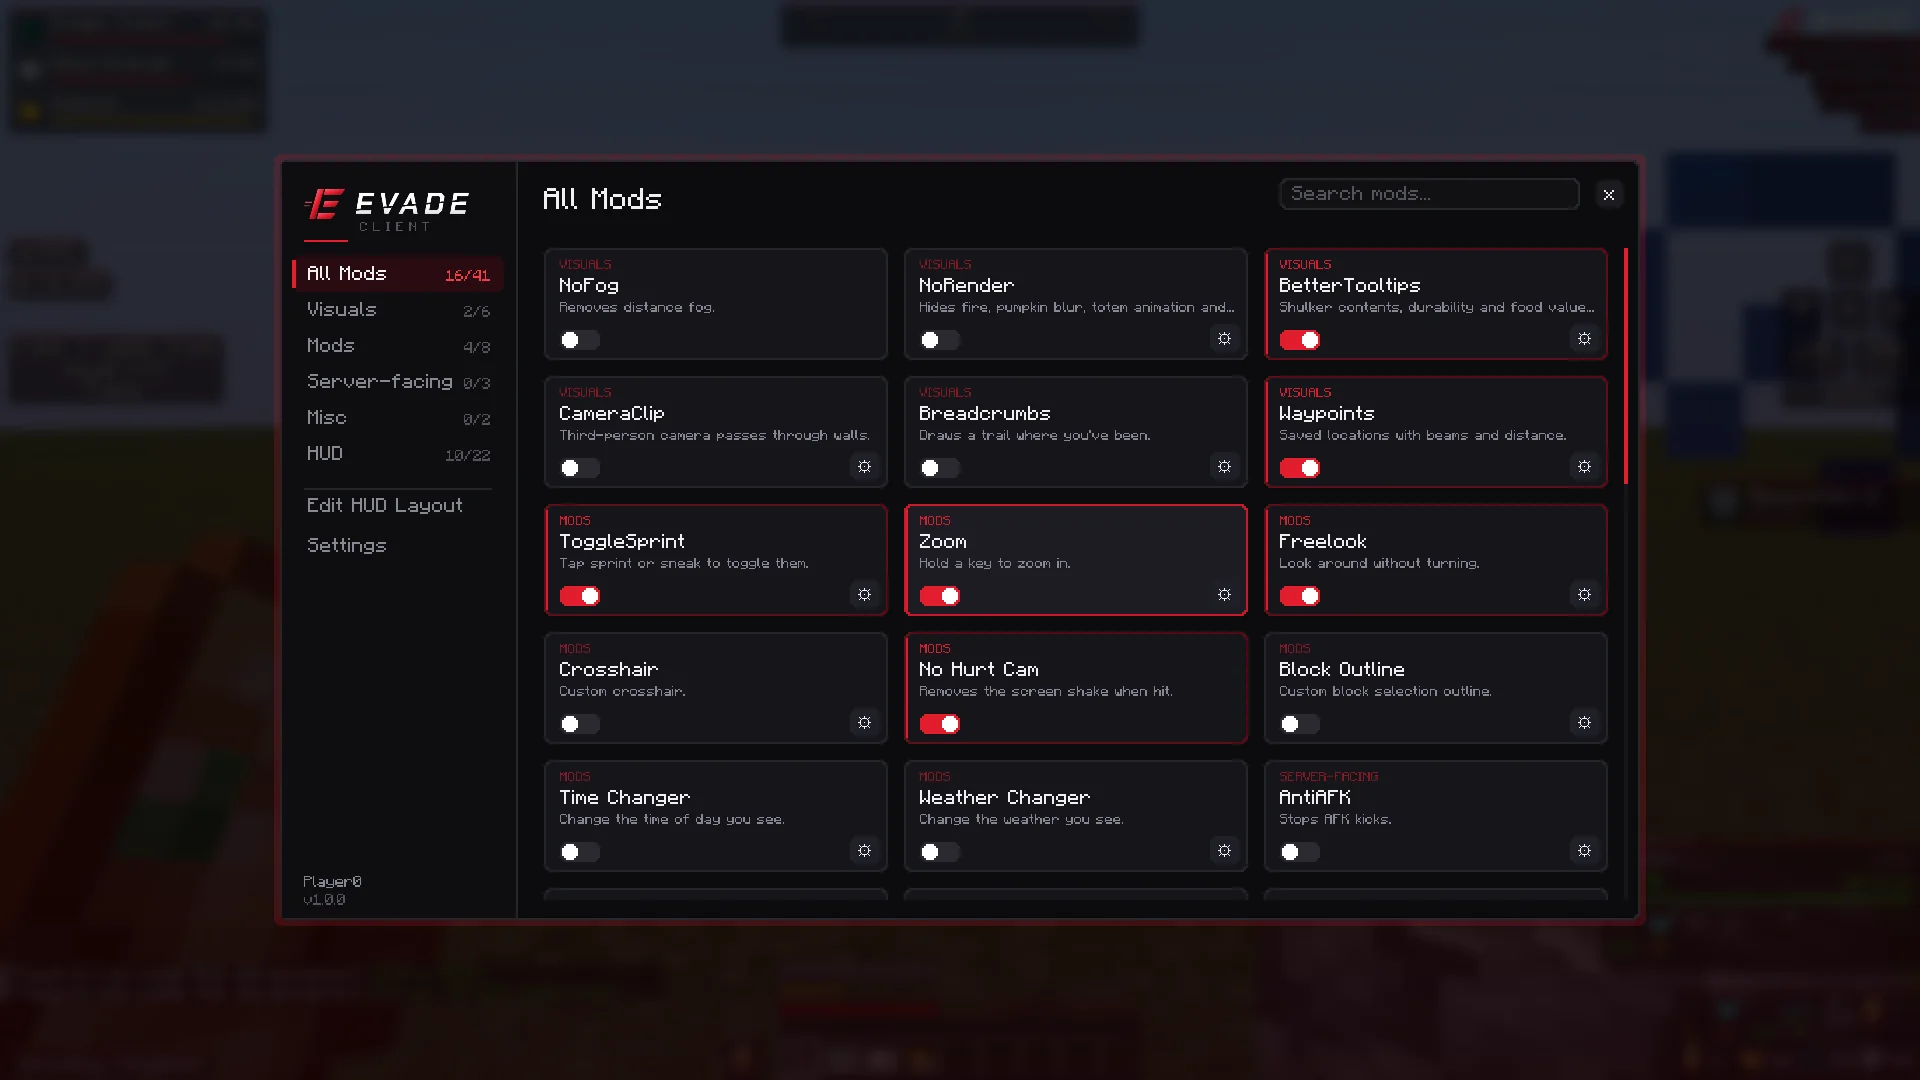 EVADE
CLIENT
All Mods 16/41
Visuals 2/6
Mods 4/8
Server-facing 0/3
Misc 0/2
HUD 10/22
Edit HUD Layout
Settings
Player0
v1.0.0
All Mods
Search mods...
VISUALS
NoFog
Removes distance fog.
VISUALS
NoRender
Hides fire, pumpkin blur, totem animation and...
VISUALS
BetterTooltips
Shulker contents, durability and food value...
VISUALS
CameraClip
Third-person camera passes through walls.
VISUALS
Breadcrumbs
Draws a trail where you've been.
VISUALS
Waypoints
Saved locations with beams and distance.
MODS
ToggleSprint
Tap sprint or sneak to toggle them.
MODS
Zoom
Hold a key to zoom in.
MODS
Freelook
Look around without turning.
MODS
Crosshair
Custom crosshair.
MODS
No Hurt Cam
Removes the screen shake when hit.
MODS
Block Outline
Custom block selection outline.
MODS
Time Changer
Change the time of day you see.
MODS
Weather Changer
Change the weather you see.
SERVER-FACING
AntiAFK
Stops AFK kicks.